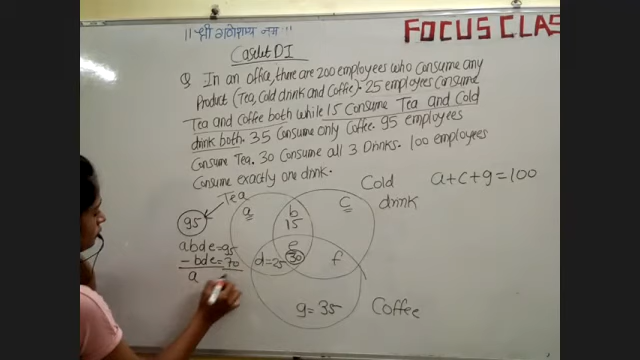 || श्री गणेशाय नमः ||
FOCUS CLAS
Caselet DI
Q In an office, there are 200 employees who consume any
Product (Tea, Cold drink and Coffee). 25 employees consume
Tea and Coffee both while 15 Consume Tea and Cold
drink both. 35 Consume only Coffee. 95 employees
Consume Tea. 30 Consume all 3 Drinks. 100 employees
Consume exactly one drink.
Tea
Cold
drink
a+c+g=100
95
a
b
15
c
abde=95
-bde=70
a
d=25
e
30
f
g=35
Coffee